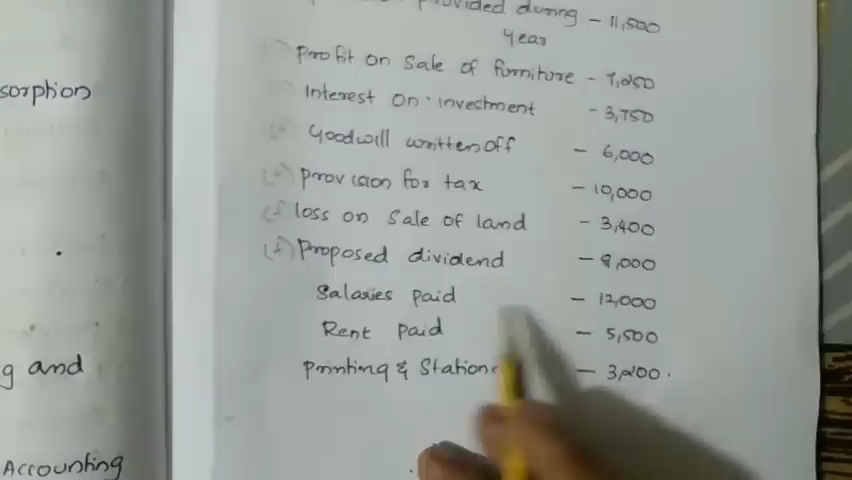 provided during - 11,500
year
Profit on Sale of furniture - 7,250
Interest on investment - 3,750
Goodwill written off - 6,000
(+) Provision for tax - 10,000
(+) loss on Sale of land - 3,400
(+) Proposed dividend - 9,000
Salaries paid - 12,000
Rent paid - 5,500
Printing & Station - 3,200.
sorption
g and
Accounting